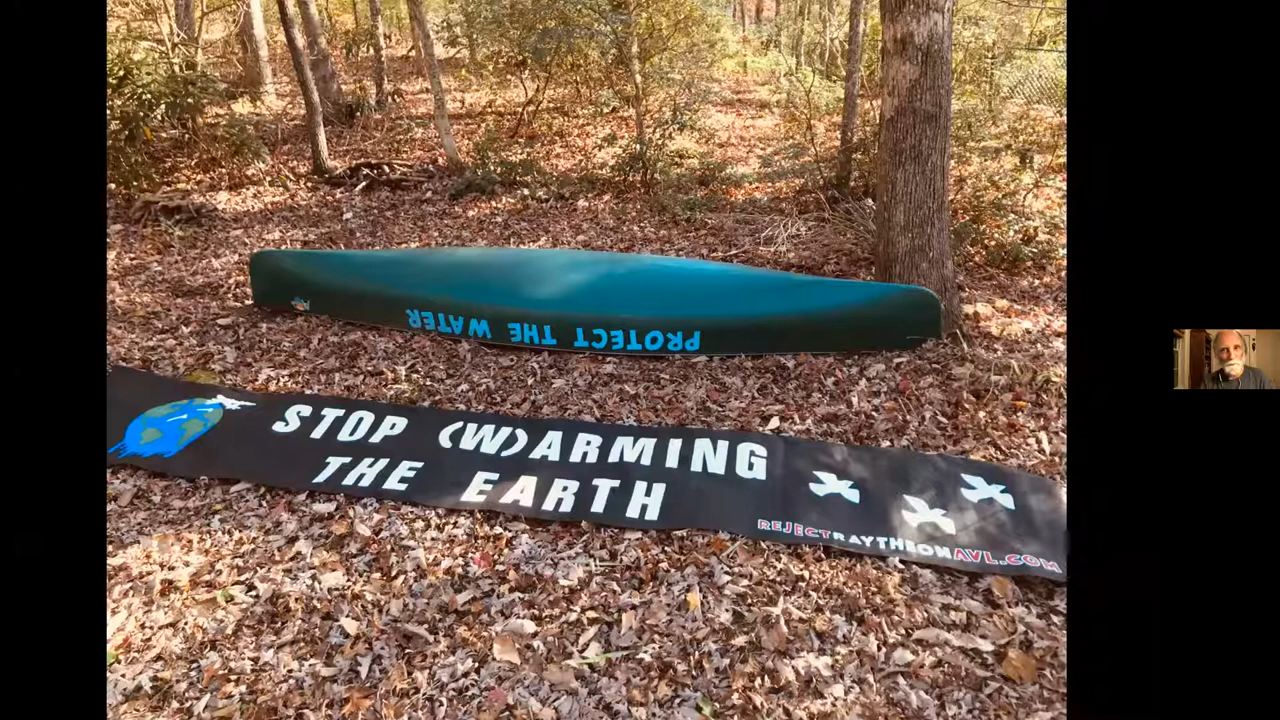 PROTECT THE WATER
STOP (W)ARMING
THE EARTH
REJECTRAYTHEONAVL.COM